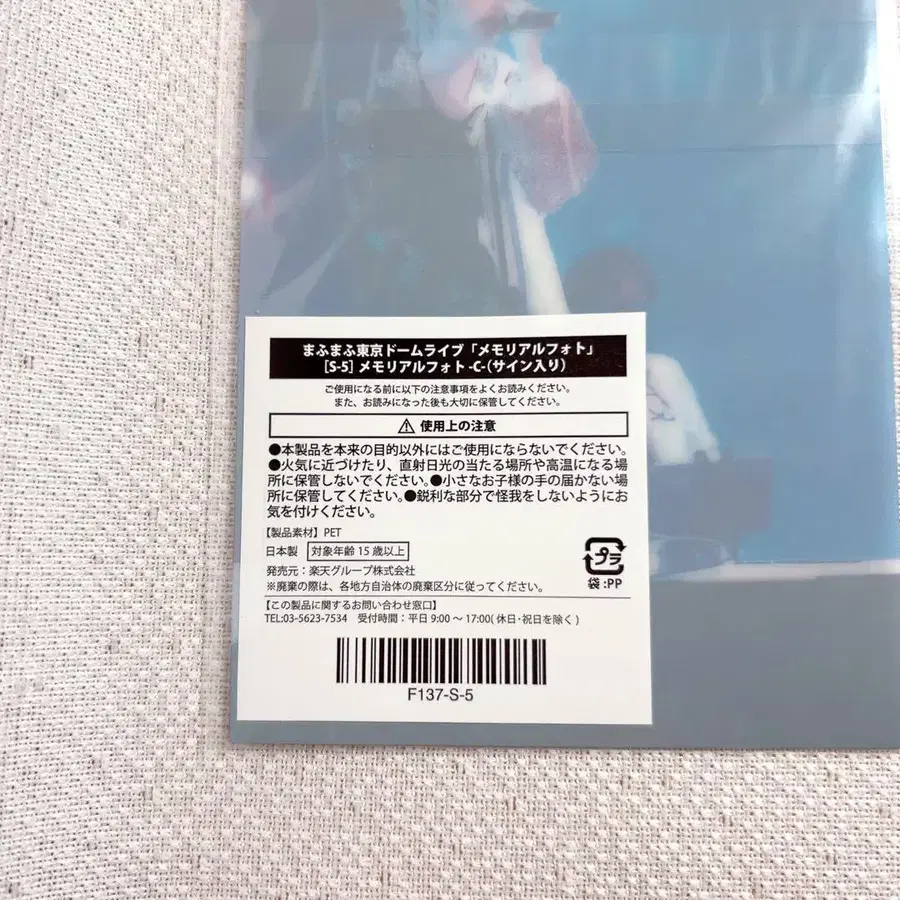 まふまふ東京ドームライブ「メモリアルフォト」
[S-5] メモリアルフォト -C-（サイン入り）
ご使用になる前に以下の注意事項をよくお読みください。
また、お読みになった後も大切に保管してください。
⚠ 使用上の注意
●本製品を本来の目的以外にはご使用にならないでください。
●火気に近づけたり、直射日光の当たる場所や高温になる場
所に保管しないでください。●小さなお子様の手の届かない場
所に保管してください。●鋭利な部分で怪我をしないようにお
気を付けください。
【製品素材】PET
日本製 対象年齢 15 歳以上
発売元：楽天グループ株式会社
※廃棄の際は、各地方自治体の廃棄区分に従ってください。
プラ
袋 :PP
【この製品に関するお問い合わせ窓口】
TEL:03-5623-7534 受付時間：平日 9:00 ～ 17:00( 休日･祝日を除く )
F137-S-5